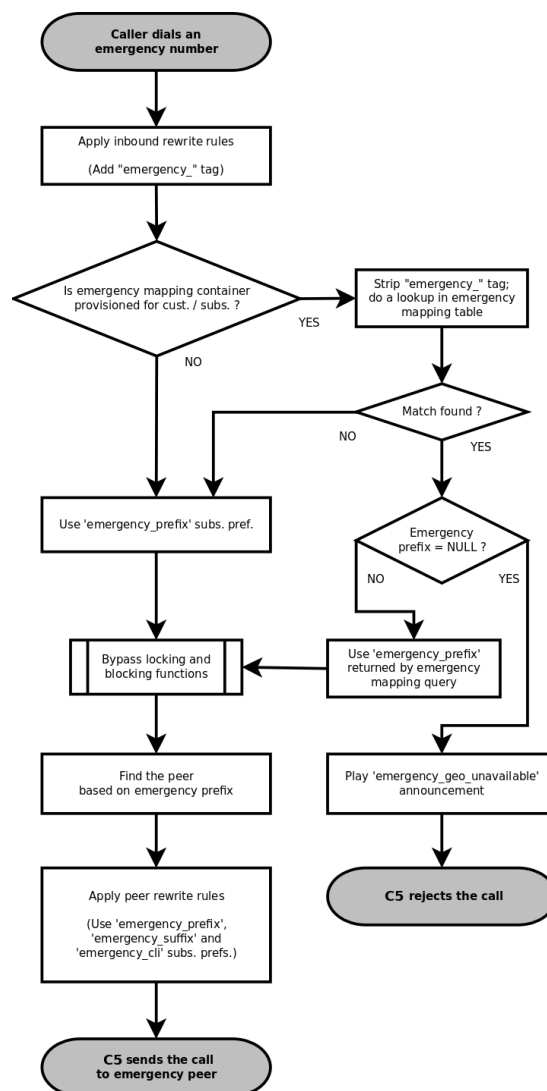 Caller dials an
emergency number
Apply inbound rewrite rules
(Add "emergency_" tag)
Is emergency mapping container
provisioned for cust. / subs. ?
YES
NO
Strip "emergency_" tag;
do a lookup in emergency
mapping table
Match found ?
NO
YES
Use 'emergency_prefix' subs. pref.
Emergency
prefix = NULL ?
NO
YES
Bypass locking and
blocking functions
Use 'emergency_prefix'
returned by emergency
mapping query
Find the peer
based on emergency prefix
Play 'emergency_geo_unavailable'
announcement
Apply peer rewrite rules
(Use 'emergency_prefix',
'emergency_suffix' and
'emergency_cli' subs. prefs.)
C5 rejects the call
C5 sends the call
to emergency peer